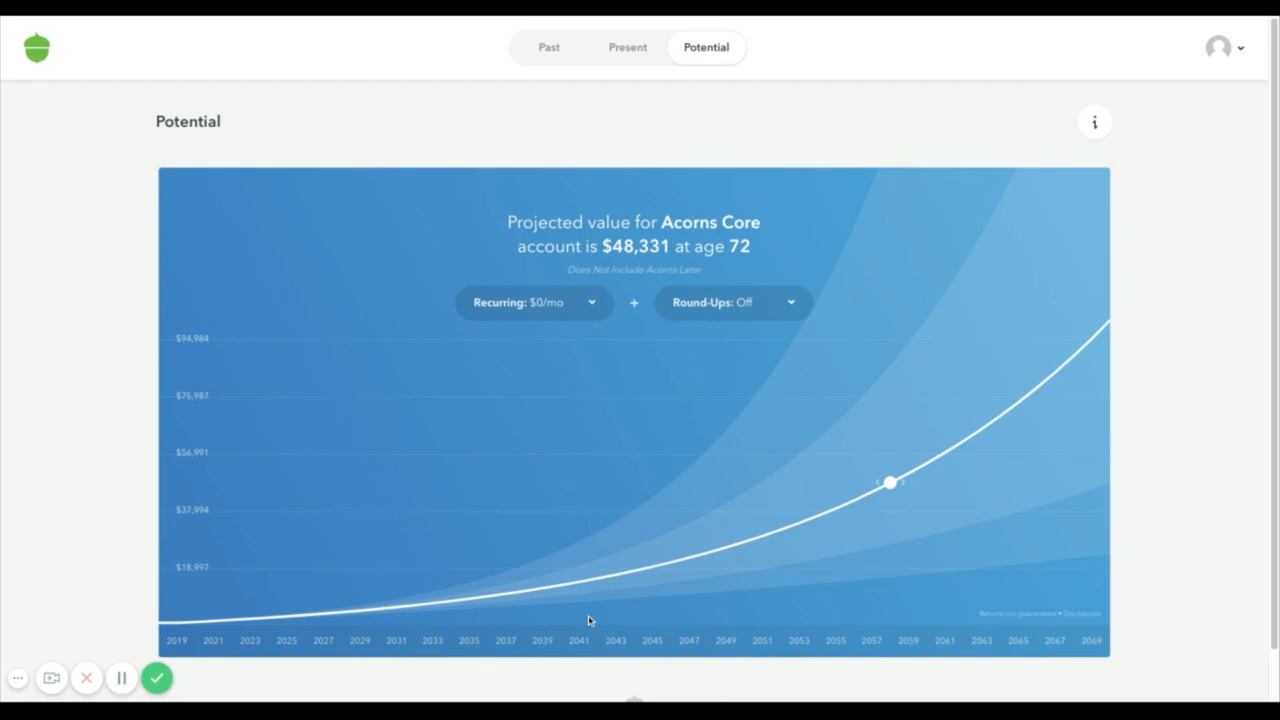 Past Present Potential
Potential
i
Projected value for Acorns Core
account is $48,331 at age 72
Does Not Include Acorns Later
Recurring: $0/mo + Round-Ups: Off
$94,984
$75,987
$56,991
$37,994
$18,997
Returns not guaranteed • Disclosures
2019 2021 2023 2025 2027 2029 2031 2033 2035 2037 2039 2041 2043 2045 2047 2049 2051 2053 2055 2057 2059 2061 2063 2065 2067 2069